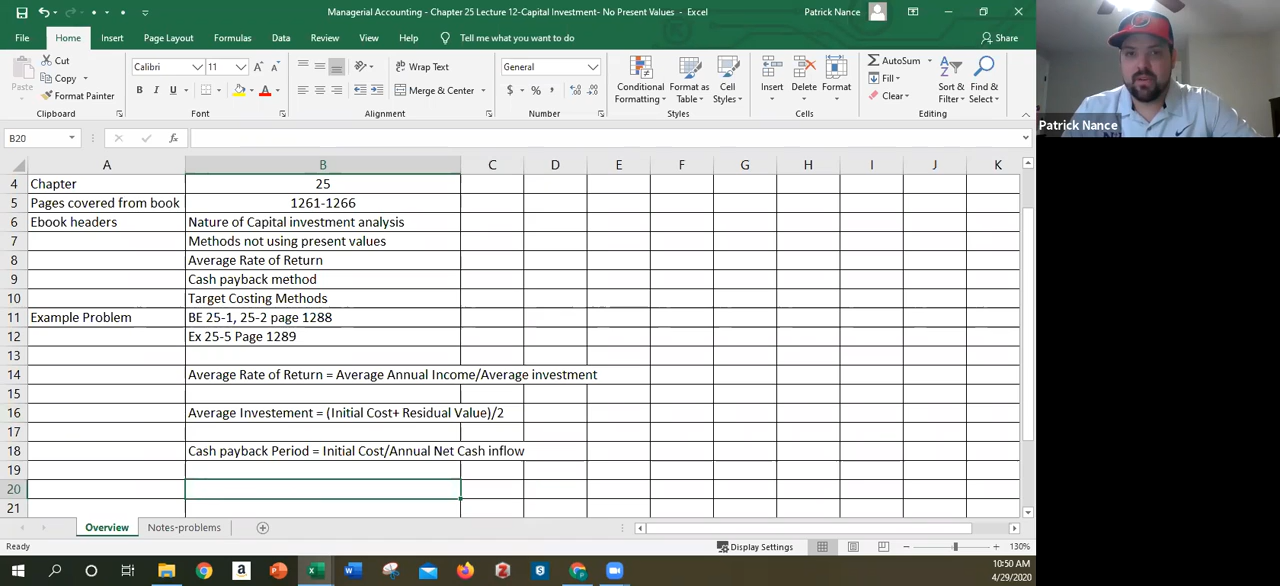 Managerial Accounting - Chapter 25 Lecture 12-Capital Investment- No Present Values - Excel
Patrick Nance
File Home Insert Page Layout Formulas Data Review View Help Tell me what you want to do Share
Cut
Copy
Format Painter
Paste
Clipboard
Calibri 11
B I U
Font
Wrap Text
Merge & Center
Alignment
General
$ % ,
Number
Conditional Formatting
Format as Table
Cell Styles
Styles
Insert Delete Format
Cells
AutoSum
Fill
Clear
Sort & Filter
Find & Select
Editing
Patrick Nance
B20
fx
A B C D E F G H I J K
4 Chapter 25
5 Pages covered from book 1261-1266
6 Ebook headers Nature of Capital investment analysis
7 Methods not using present values
8 Average Rate of Return
9 Cash payback method
10 Target Costing Methods
11 Example Problem BE 25-1, 25-2 page 1288
12 Ex 25-5 Page 1289
13
14 Average Rate of Return = Average Annual Income/Average investment
15
16 Average Investement = (Initial Cost+ Residual Value)/2
17
18 Cash payback Period = Initial Cost/Annual Net Cash inflow
19
20
21
Overview Notes-problems
Ready
Display Settings
130%
10:50 AM
4/29/2020